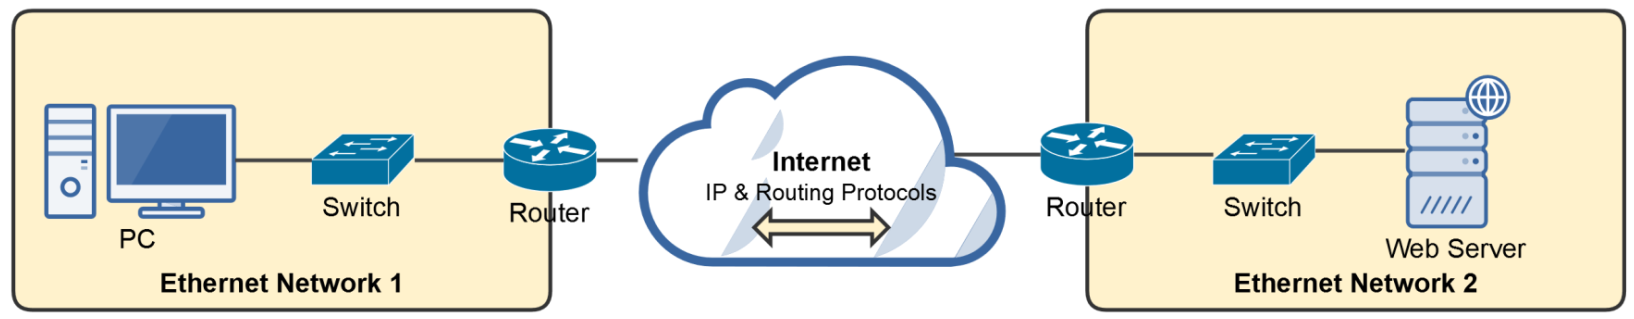 PC
Switch
Router
Ethernet Network 1
Internet
IP & Routing Protocols
Router
Switch
Web Server
Ethernet Network 2